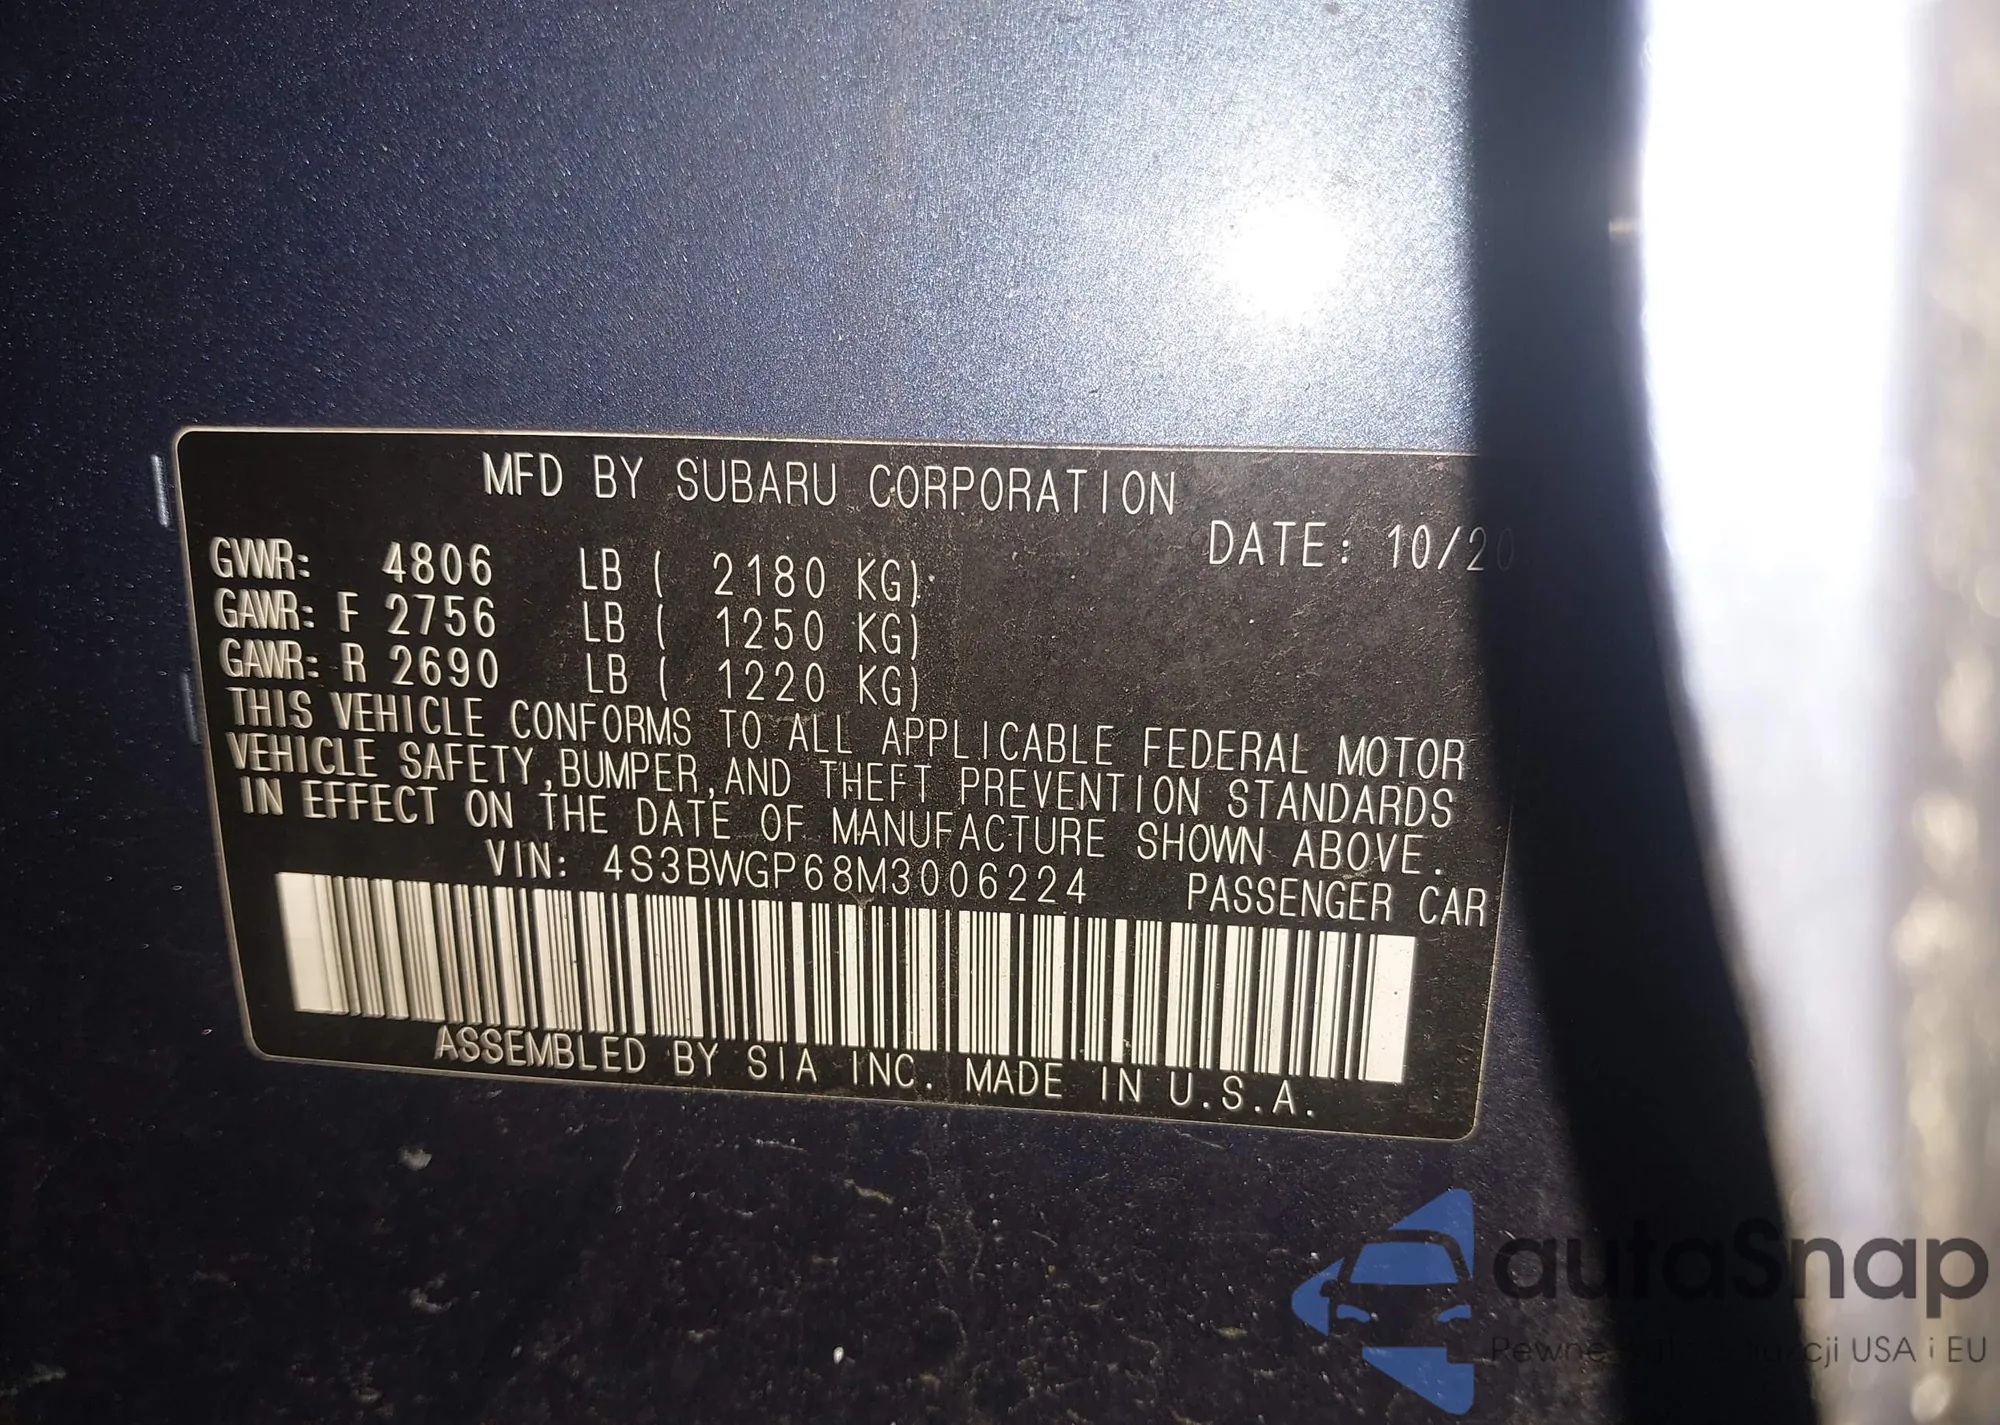 MFD BY SUBARU CORPORATION
DATE: 10/20
GVWR: 4806 LB ( 2180 KG)
GAWR: F 2756 LB ( 1250 KG)
GAWR: R 2690 LB ( 1220 KG)
THIS VEHICLE CONFORMS TO ALL APPLICABLE FEDERAL MOTOR
VEHICLE SAFETY,BUMPER,AND THEFT PREVENTION STANDARDS
IN EFFECT ON THE DATE OF MANUFACTURE SHOWN ABOVE.
VIN: 4S3BWGP68M3006224 PASSENGER CAR
ASSEMBLED BY SIA INC. MADE IN U.S.A.
autaSnap
Pewne USA i EU